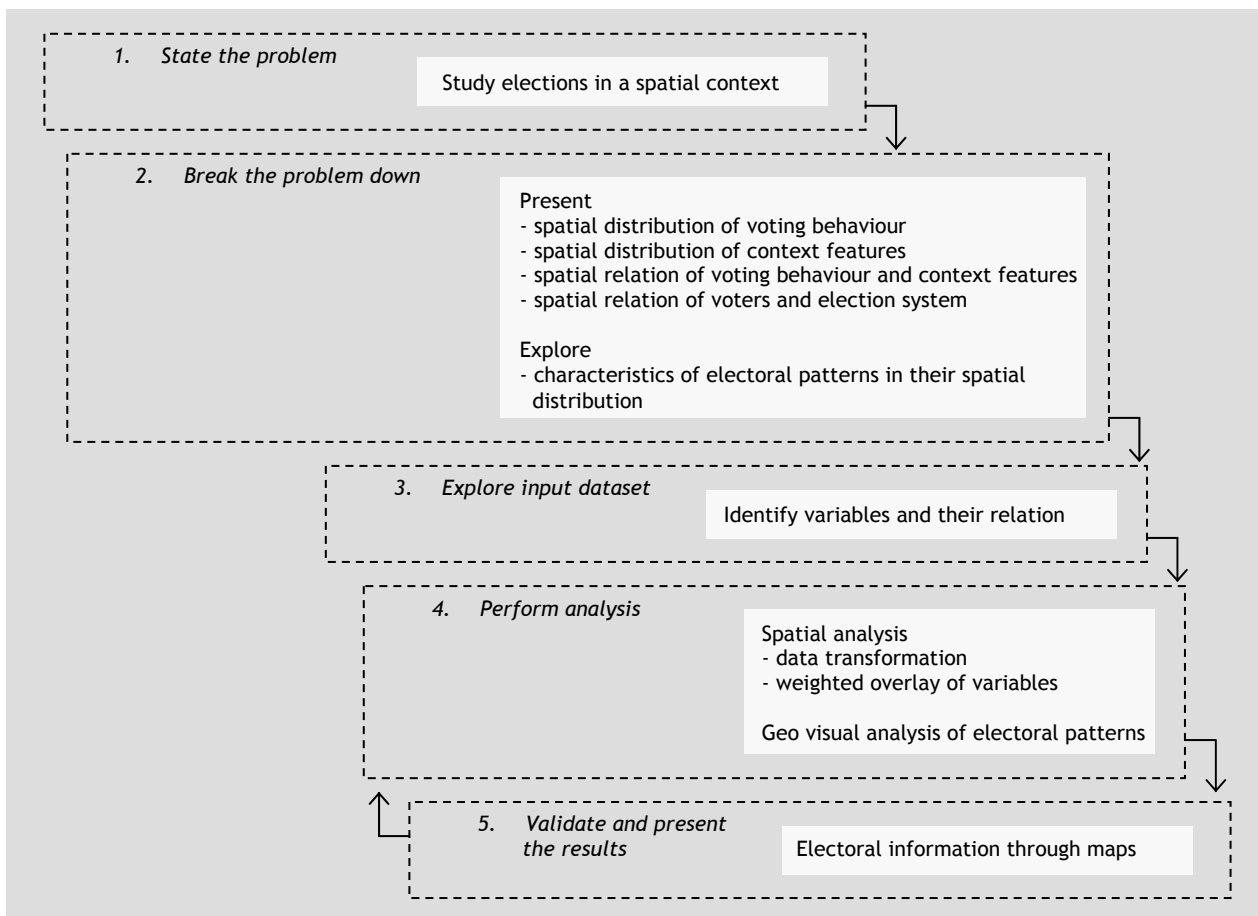 1. State the problem
Study elections in a spatial context
2. Break the problem down
Present
- spatial distribution of voting behaviour
- spatial distribution of context features
- spatial relation of voting behaviour and context features
- spatial relation of voters and election system
Explore
- characteristics of electoral patterns in their spatial
distribution
3. Explore input dataset
Identify variables and their relation
4. Perform analysis
Spatial analysis
- data transformation
- weighted overlay of variables
Geo visual analysis of electoral patterns
5. Validate and present
the results
Electoral information through maps